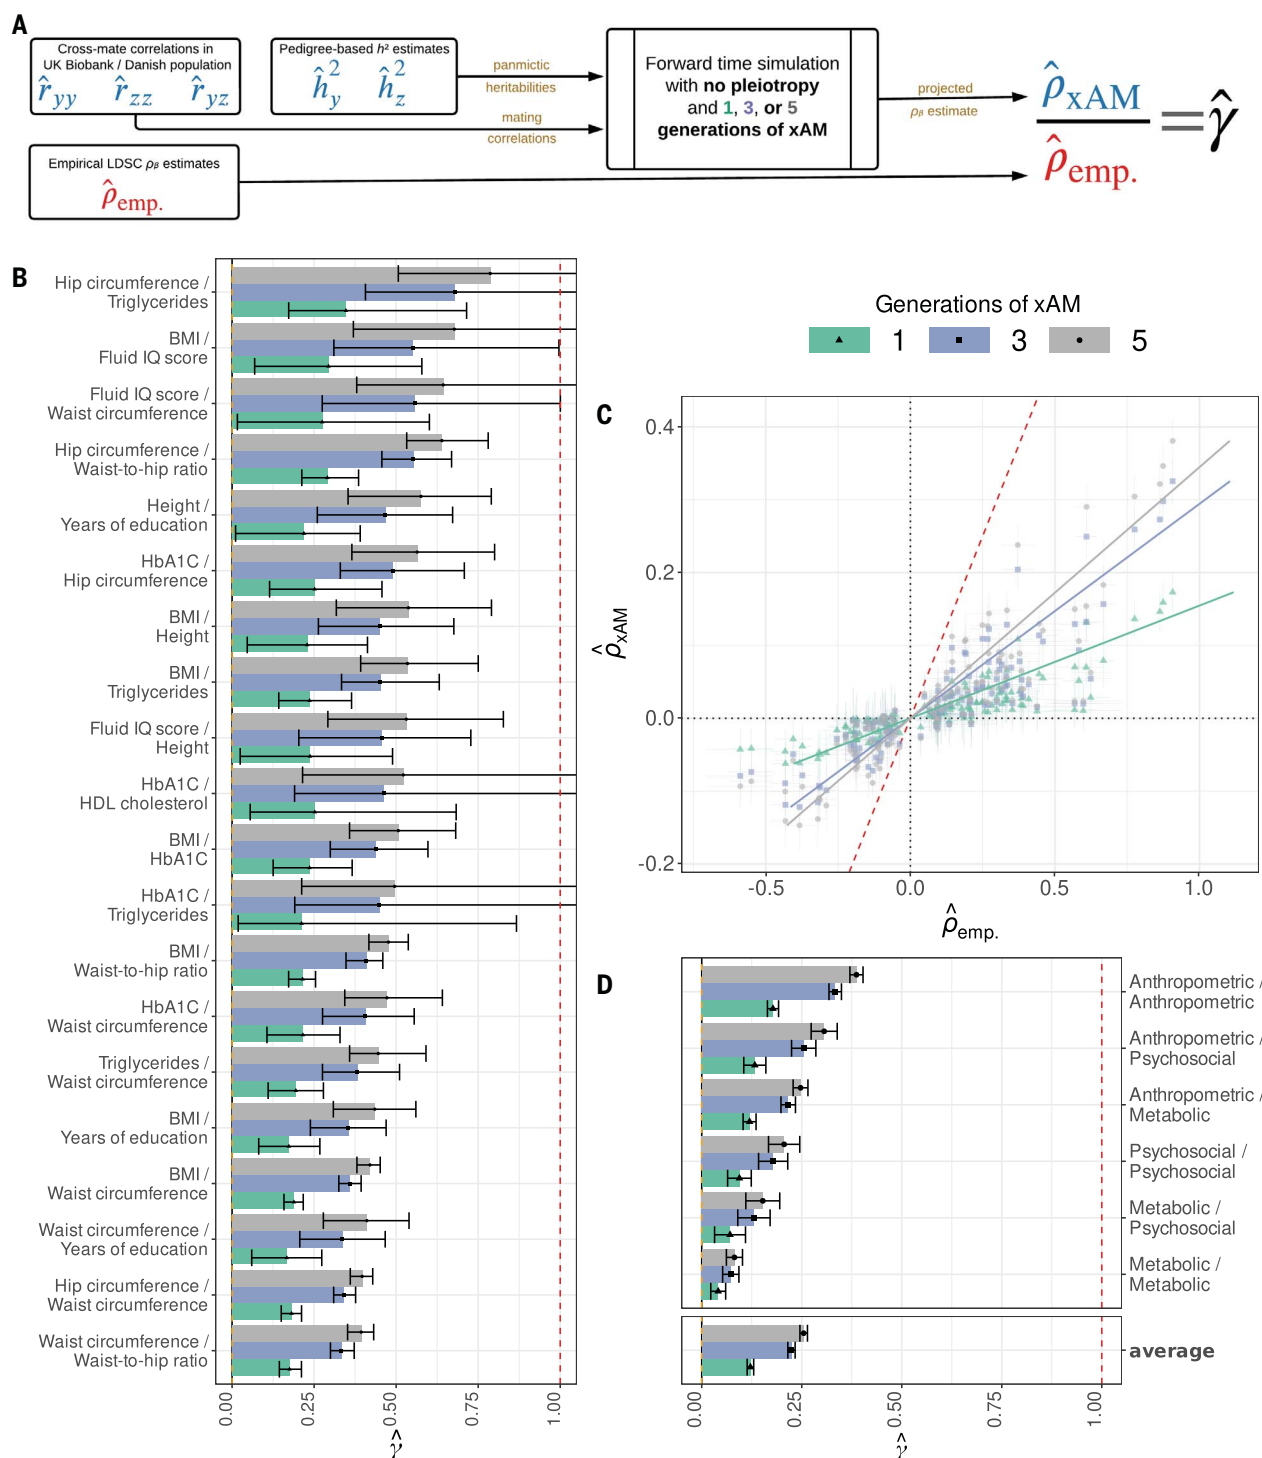 A
Cross-mate correlations in
UK Biobank / Danish population
r̂yy r̂zz r̂yz
Pedigree-based h² estimates
ĥ²y ĥ²z
panmictic
heritabilities
mating
correlations
Forward time simulation
with no pleiotropy
and 1, 3, or 5
generations of xAM
projected
ρβ estimate
ρ̂xAM
ρ̂emp.
= γ̂
Empirical LDSC ρβ estimates
ρ̂emp.
B
Hip circumference /
Triglycerides
BMI /
Fluid IQ score
Fluid IQ score /
Waist circumference
Hip circumference /
Waist-to-hip ratio
Height /
Years of education
HbA1C /
Hip circumference
BMI /
Height
BMI /
Triglycerides
Fluid IQ score /
Height
HbA1C /
HDL cholesterol
BMI /
HbA1C
HbA1C /
Triglycerides
BMI /
Waist-to-hip ratio
HbA1C /
Waist circumference
Triglycerides /
Waist circumference
BMI /
Years of education
BMI /
Waist circumference
Waist circumference /
Years of education
Hip circumference /
Waist circumference
Waist circumference /
Waist-to-hip ratio
0.00 0.25 0.50 0.75 1.00
γ̂
Generations of xAM
1 3 5
C
0.4
0.2
0.0
-0.2
ρ̂xAM
-0.5 0.0 0.5 1.0
ρ̂emp.
D
Anthropometric /
Anthropometric
Anthropometric /
Psychosocial
Anthropometric /
Metabolic
Psychosocial /
Psychosocial
Metabolic /
Psychosocial
Metabolic /
Metabolic
average
0.00 0.25 0.50 0.75 1.00
γ̂